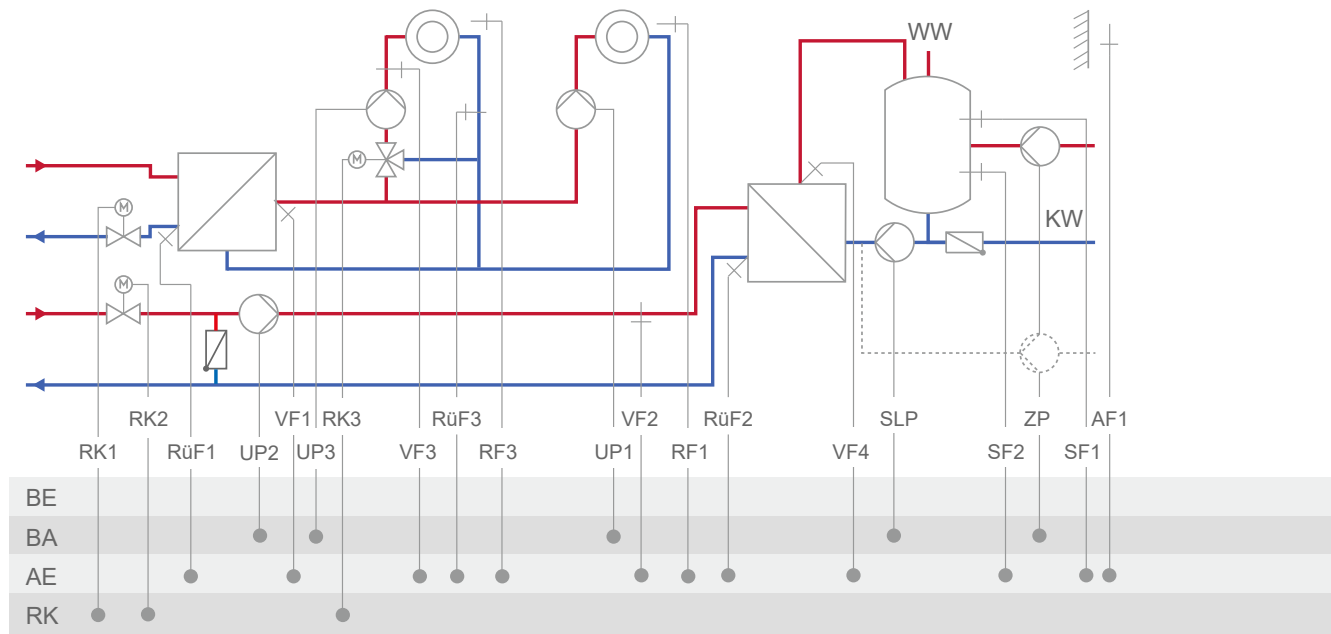 WW
M
M
KW
M
RK2 VF1 RK3 RüF3 VF2 RüF2 SLP ZP AF1
RK1 RüF1 UP2 UP3 VF3 RF3 UP1 RF1 VF4 SF2 SF1
BE
BA
AE
RK